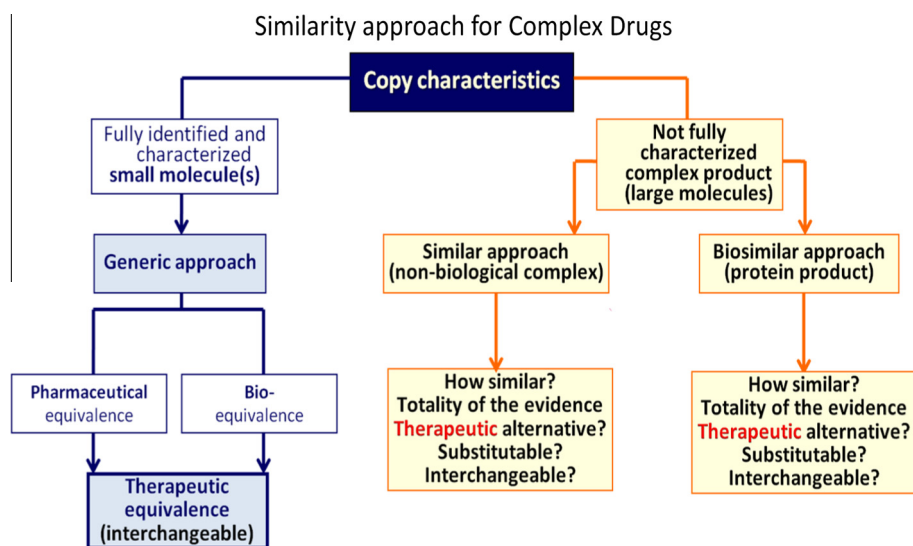 Similarity approach for Complex Drugs
Copy characteristics
Fully identified and
characterized
small molecule(s)
Not fully
characterized
complex product
(large molecules)
Generic approach
Similar approach
(non-biological complex)
Biosimilar approach
(protein product)
Pharmaceutical
equivalence
Bio-
equivalence
How similar?
Totality of the evidence
Therapeutic alternative?
Substitutable?
Interchangeable?
How similar?
Totality of the evidence
Therapeutic alternative?
Substitutable?
Interchangeable?
Therapeutic
equivalence
(interchangeable)